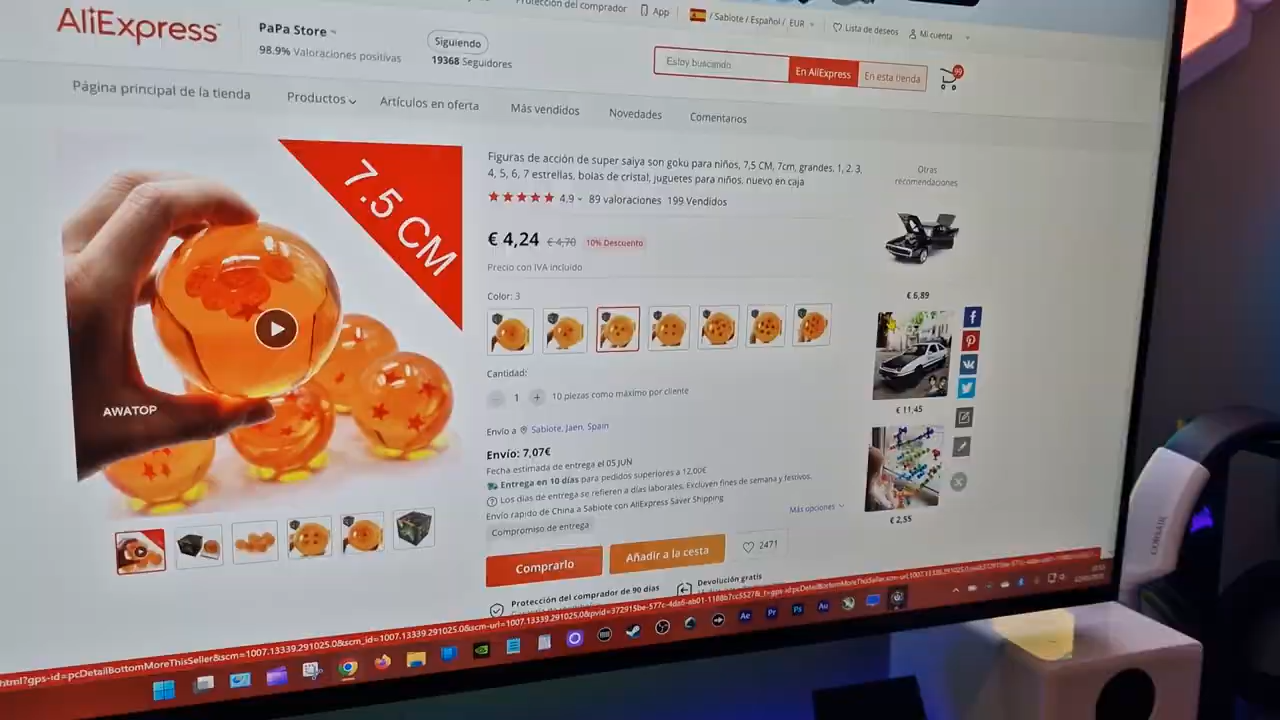 AliExpress
PaPa Store
98.9% Valoraciones positivas
Siguiendo
19368 Seguidores
Protección del comprador
App
/ Sabiote / Español / EUR
Lista de deseos
Mi cuenta
Estoy buscando
En AliExpress
En esta tienda
99
Página principal de la tienda
Productos
Artículos en oferta
Más vendidos
Novedades
Comentarios
7.5 CM
AWATOP
Figuras de acción de super saiya son goku para niños, 7,5 CM, 7cm, grandes, 1, 2, 3,
4, 5, 6, 7 estrellas, bolas de cristal, juguetes para niños, nuevo en caja
4.9
89 valoraciones
199 Vendidos
€ 4,24
€ 4,70
10% Descuento
Precio con IVA incluido
Color: 3
Cantidad:
1
10 piezas como máximo por cliente
Envío a
Sabiote, Jaen, Spain
Envío: 7,07€
Fecha estimada de entrega el 05 JUN
Entrega en 10 días para pedidos superiores a 12,00€
Los días de entrega se refieren a días laborales. Excluyen fines de semana y festivos.
Envío rápido de China a Sabiote con AliExpress Saver Shipping
Más opciones
Compromiso de entrega
Comprarlo
Añadir a la cesta
2471
Protección del comprador de 90 días
Devolución gratis
Otras
recomendaciones
€ 6,89
€ 11,45
€ 2,55
CORSAIR
Ae
Pr
Ps
Au